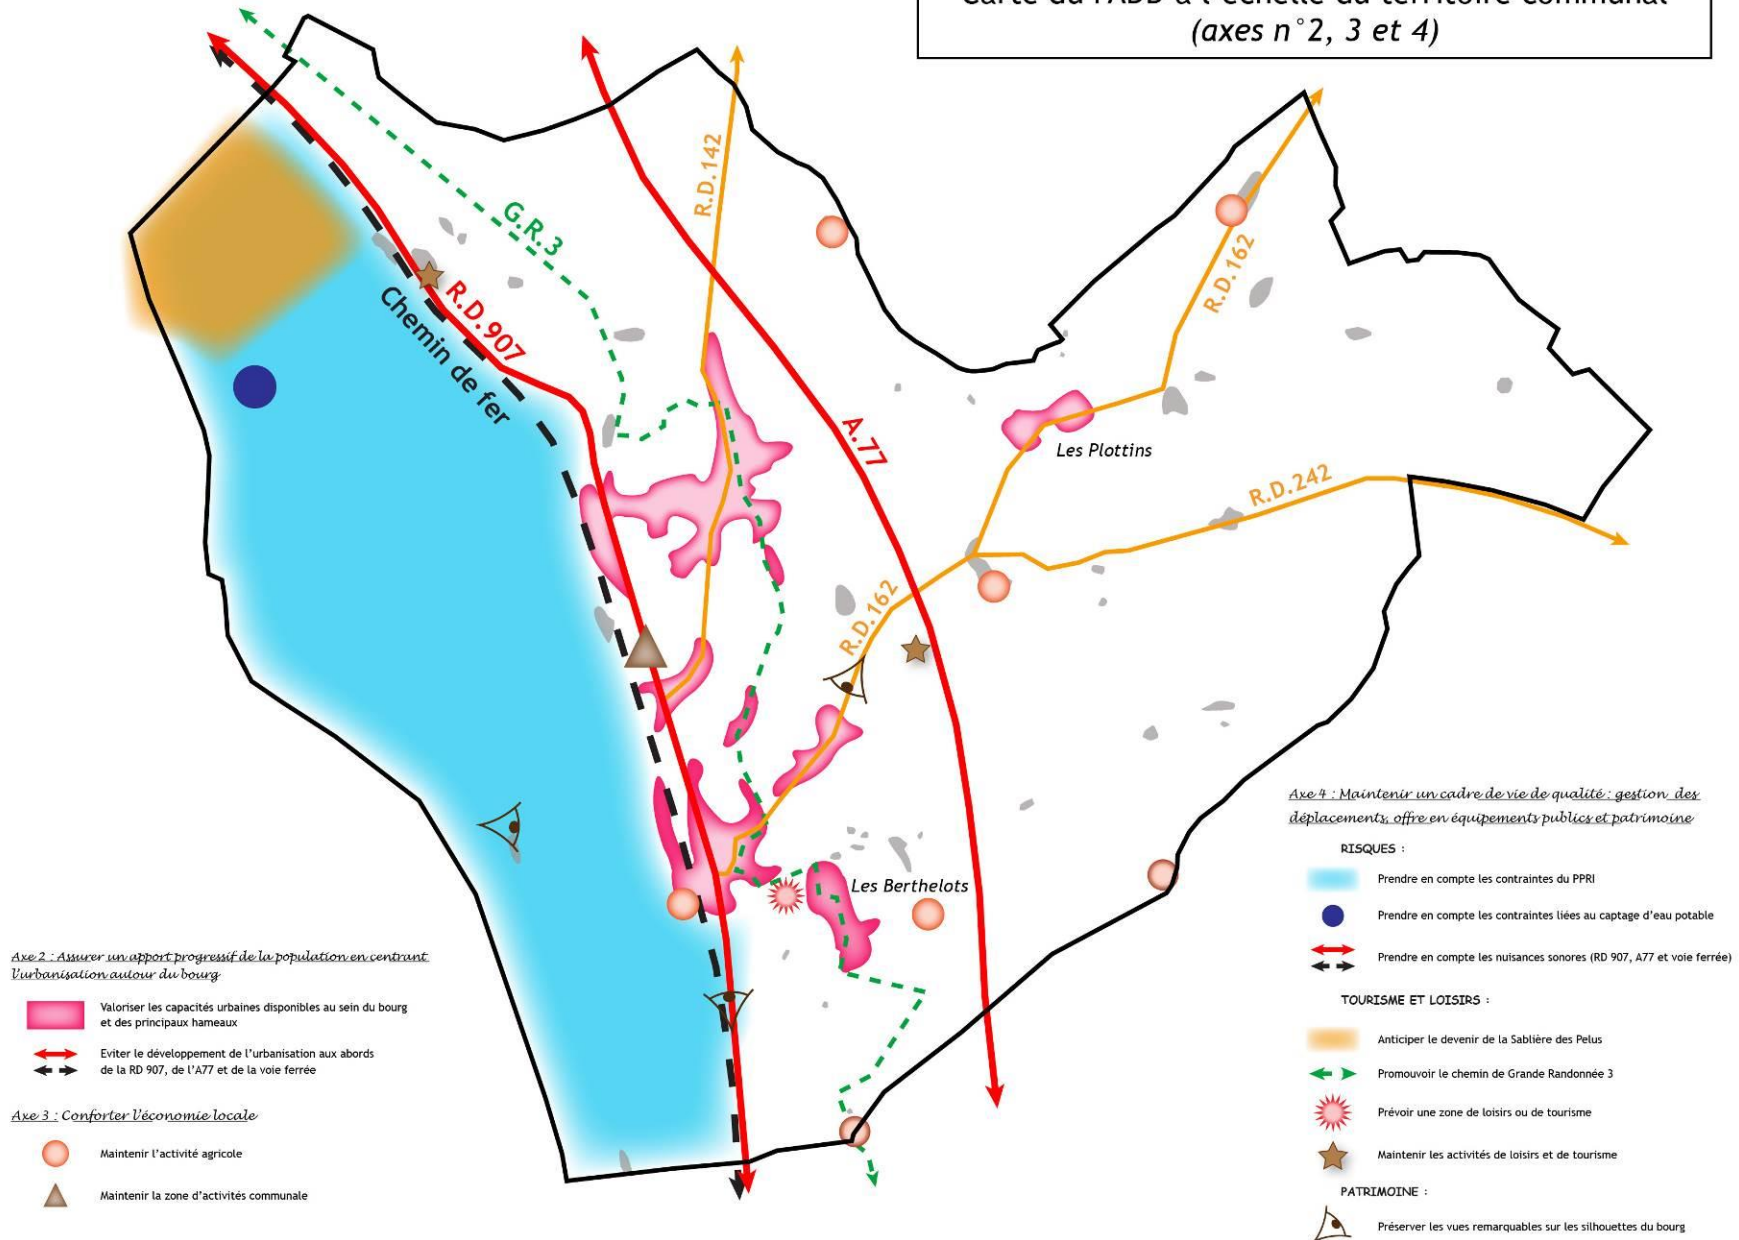 Carte du PADD à l'échelle du territoire communal
(axes n°2, 3 et 4)
R.D.142
G.R.3
R.D.162
R.D.907
Chemin de fer
A.77
Les Plottins
R.D.242
R.D.162
Les Berthelots
Axe 2 : Assurer un apport progressif de la population en centrant
l'urbanisation autour du bourg
Valoriser les capacités urbaines disponibles au sein du bourg
et des principaux hameaux
Eviter le développement de l'urbanisation aux abords
de la RD 907, de l'A77 et de la voie ferrée
Axe 3 : Conforter l'économie locale
Maintenir l'activité agricole
Maintenir la zone d'activités communale
Axe 4 : Maintenir un cadre de vie de qualité : gestion des
déplacements, offre en équipements publics et patrimoine
RISQUES :
Prendre en compte les contraintes du PPRI
Prendre en compte les contraintes liées au captage d'eau potable
Prendre en compte les nuisances sonores (RD 907, A77 et voie ferrée)
TOURISME ET LOISIRS :
Anticiper le devenir de la Sablière des Pelus
Promouvoir le chemin de Grande Randonnée 3
Prévoir une zone de loisirs ou de tourisme
Maintenir les activités de loisirs et de tourisme
PATRIMOINE :
Préserver les vues remarquables sur les silhouettes du bourg